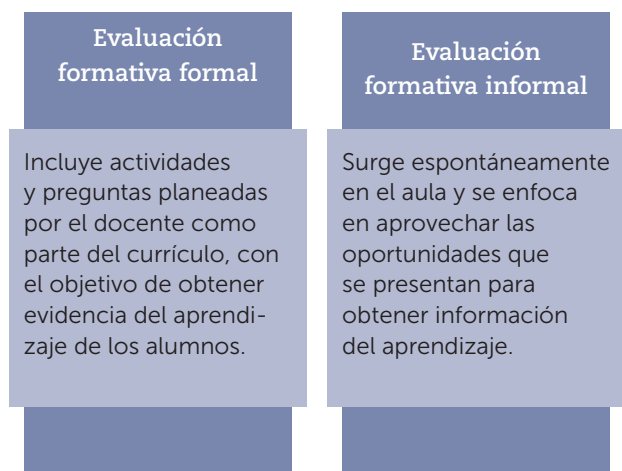 Evaluación
formativa formal
Incluye actividades
y preguntas planeadas
por el docente como
parte del currículo, con
el objetivo de obtener
evidencia del aprendi-
zaje de los alumnos.
Evaluación
formativa informal
Surge espontáneamente
en el aula y se enfoca
en aprovechar las
oportunidades que
se presentan para
obtener información
del aprendizaje.